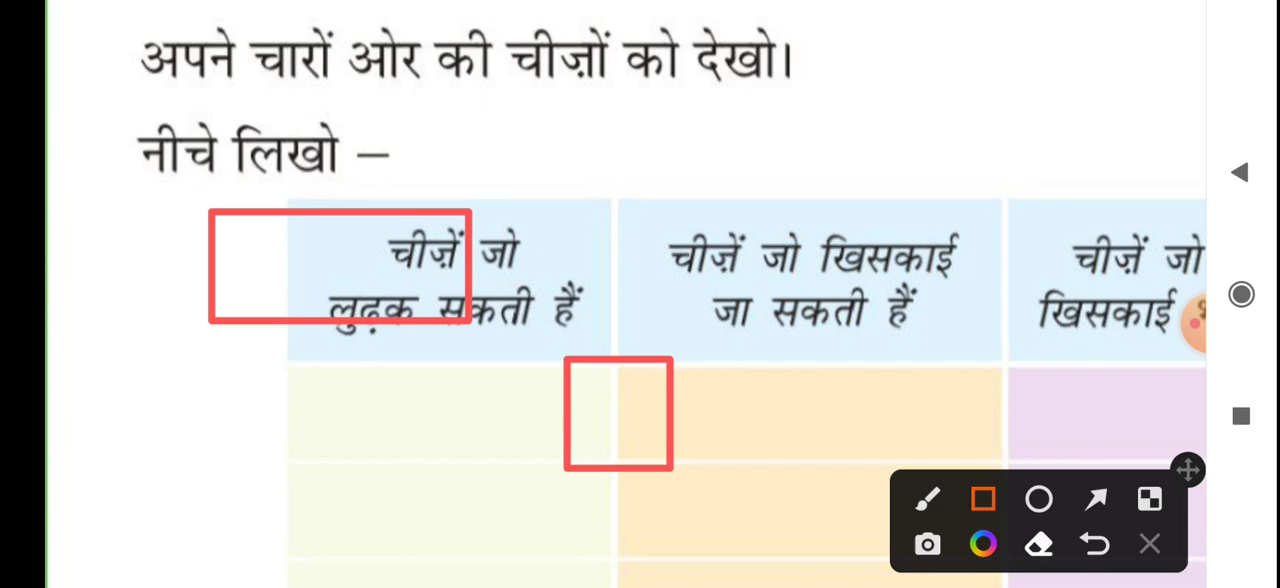 अपने चारों ओर की चीज़ों को देखो।
नीचे लिखो –
चीज़ें जो
लुढ़क सकती हैं
चीज़ें जो खिसकाई
जा सकती हैं
चीज़ें जो
खिसकाई